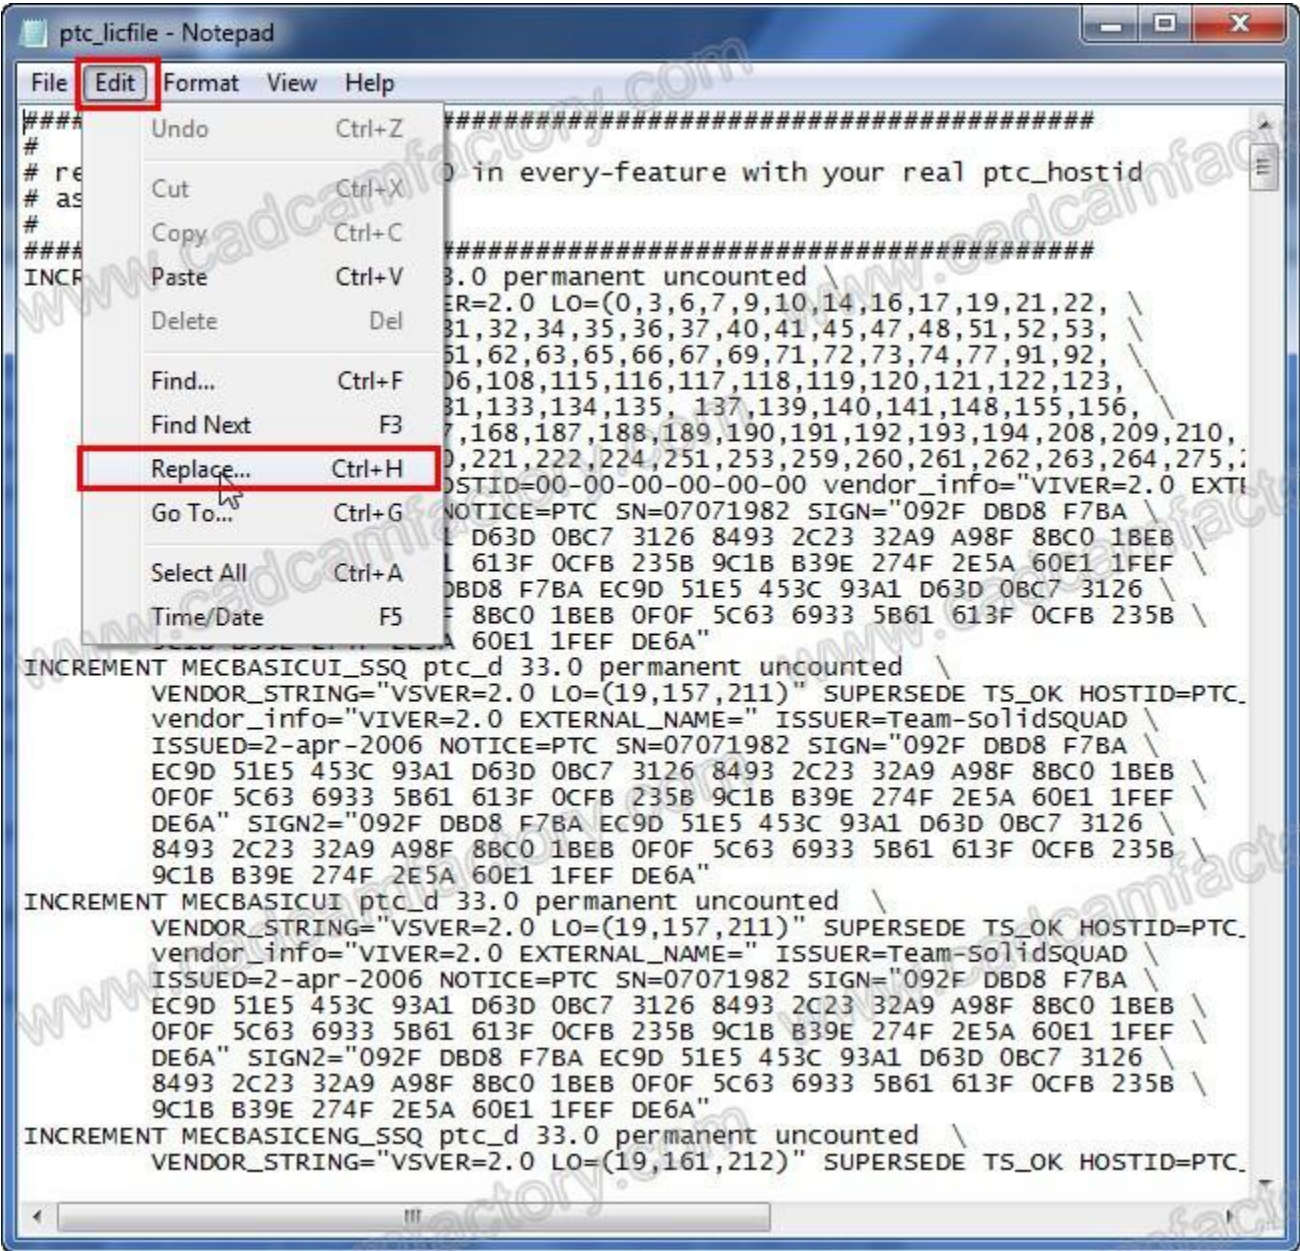 ptc_licfile - Notepad
File Edit Format View Help
Undo Ctrl+Z
Cut Ctrl+X
Copy Ctrl+C
Paste Ctrl+V
Delete Del
Find... Ctrl+F
Find Next F3
Replace... Ctrl+H
Go To... Ctrl+G
Select All Ctrl+A
Time/Date F5
#
# re in every-feature with your real ptc_hostid
# as
#
INCR 33.0 permanent uncounted \
ER=2.0 LO=(0,3,6,7,9,10,14,16,17,19,21,22, \
31,32,34,35,36,37,40,41,45,47,48,51,52,53, \
61,62,63,65,66,67,69,71,72,73,74,77,91,92, \
06,108,115,116,117,118,119,120,121,122,123, \
31,133,134,135, 137,139,140,141,148,155,156, \
7,168,187,188,189,190,191,192,193,194,208,209,210,
0,221,222,224,251,253,259,260,261,262,263,264,275,
OSTID=00-00-00-00-00-00 vendor_info="VIVER=2.0 EXTE
NOTICE=PTC SN=07071982 SIGN="092F DBD8 F7BA \
D63D 0BC7 3126 8493 2C23 32A9 A98F 8BC0 1BEB \
613F 0CFB 235B 9C1B B39E 274F 2E5A 60E1 1FEF \
DBD8 F7BA EC9D 51E5 453C 93A1 D63D 0BC7 3126 \
8BC0 1BEB 0F0F 5C63 6933 5B61 613F 0CFB 235B \
9C1B B39E 274F 2E5A 60E1 1FEF DE6A"
INCREMENT MECBASICUI_SSQ ptc_d 33.0 permanent uncounted \
VENDOR_STRING="VSVER=2.0 LO=(19,157,211)" SUPERSEDE TS_OK HOSTID=PTC_
vendor_info="VIVER=2.0 EXTERNAL_NAME=" ISSUER=Team-SolidSQUAD \
ISSUED=2-apr-2006 NOTICE=PTC SN=07071982 SIGN="092F DBD8 F7BA \
EC9D 51E5 453C 93A1 D63D 0BC7 3126 8493 2C23 32A9 A98F 8BC0 1BEB \
0F0F 5C63 6933 5B61 613F 0CFB 235B 9C1B B39E 274F 2E5A 60E1 1FEF \
DE6A" SIGN2="092F DBD8 F7BA EC9D 51E5 453C 93A1 D63D 0BC7 3126 \
8493 2C23 32A9 A98F 8BC0 1BEB 0F0F 5C63 6933 5B61 613F 0CFB 235B \
9C1B B39E 274F 2E5A 60E1 1FEF DE6A"
INCREMENT MECBASICUI ptc_d 33.0 permanent uncounted \
VENDOR_STRING="VSVER=2.0 LO=(19,157,211)" SUPERSEDE TS_OK HOSTID=PTC_
vendor_info="VIVER=2.0 EXTERNAL_NAME=" ISSUER=Team-SolidSQUAD \
ISSUED=2-apr-2006 NOTICE=PTC SN=07071982 SIGN="092F DBD8 F7BA \
EC9D 51E5 453C 93A1 D63D 0BC7 3126 8493 2C23 32A9 A98F 8BC0 1BEB \
0F0F 5C63 6933 5B61 613F 0CFB 235B 9C1B B39E 274F 2E5A 60E1 1FEF \
DE6A" SIGN2="092F DBD8 F7BA EC9D 51E5 453C 93A1 D63D 0BC7 3126 \
8493 2C23 32A9 A98F 8BC0 1BEB 0F0F 5C63 6933 5B61 613F 0CFB 235B \
9C1B B39E 274F 2E5A 60E1 1FEF DE6A"
INCREMENT MECBASICENG_SSQ ptc_d 33.0 permanent uncounted \
VENDOR_STRING="VSVER=2.0 LO=(19,161,212)" SUPERSEDE TS_OK HOSTID=PTC_
www.cadcamfactory.com